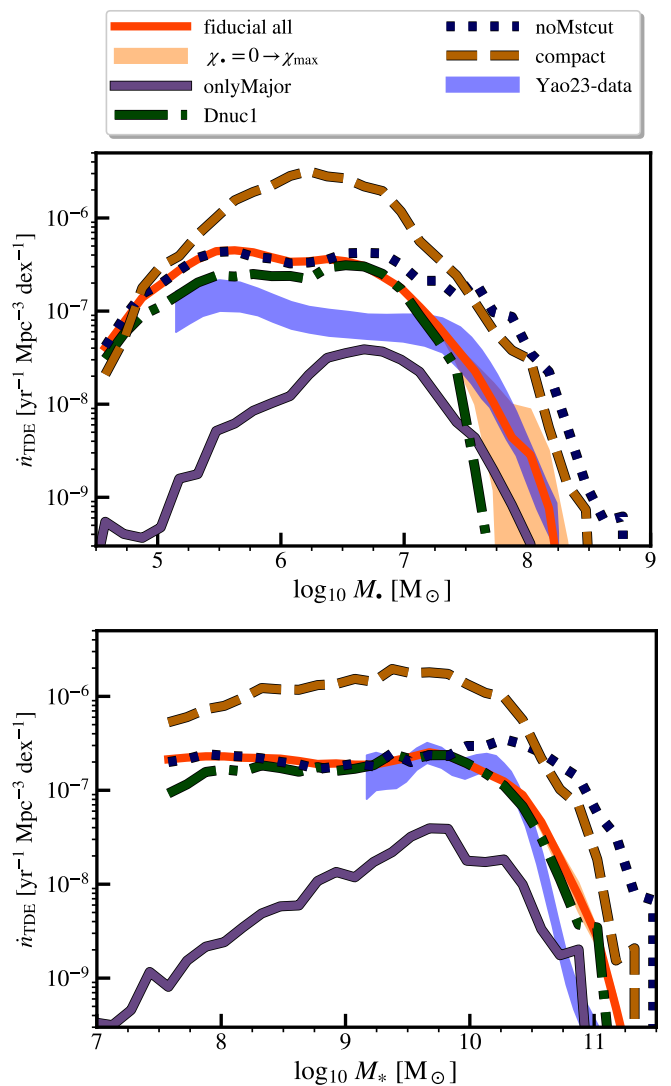 fiducial all
χ• = 0 → χmax
onlyMajor
Dnuc1
noMstcut
compact
Yao23-data
ṅTDE [yr⁻¹ Mpc⁻³ dex⁻¹]
10⁻⁶
10⁻⁷
10⁻⁸
10⁻⁹
5 6 7 8 9
log₁₀ M• [M⊙]
ṅTDE [yr⁻¹ Mpc⁻³ dex⁻¹]
10⁻⁶
10⁻⁷
10⁻⁸
10⁻⁹
7 8 9 10 11
log₁₀ M* [M⊙]